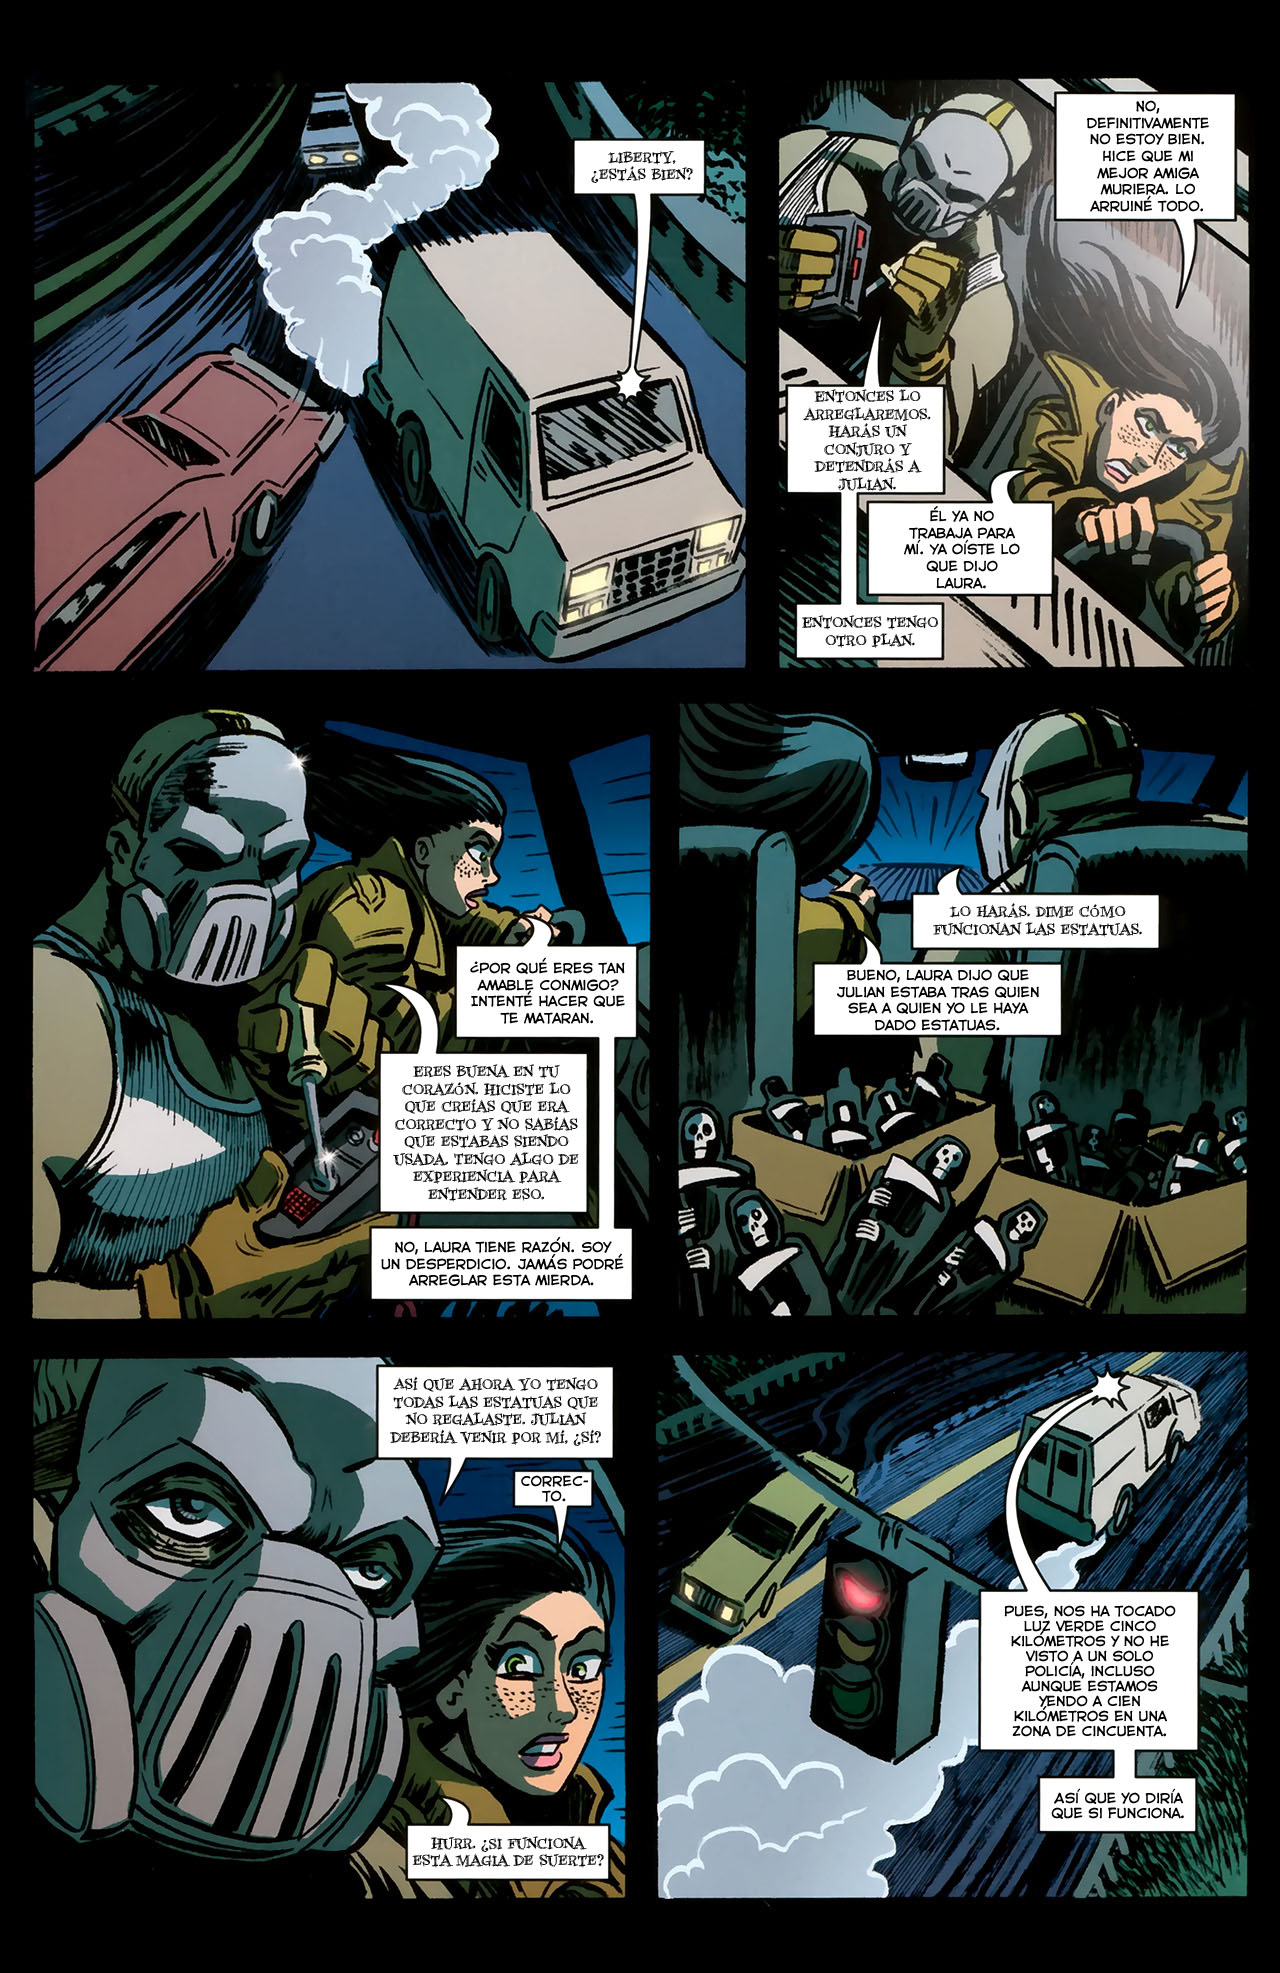 LIBERTY,
¿ESTÁS BIEN?
NO,
DEFINITIVAMENTE
NO ESTOY BIEN.
HICE QUE MI
MEJOR AMIGA
MURIERA. LO
ARRUINÉ TODO.
ENTONCES LO
ARREGLAREMOS.
HARÁS UN
CONJURO Y
DETENDRÁS A
JULIAN.
ÉL YA NO
TRABAJA PARA
MÍ. YA OÍSTE LO
QUE DIJO
LAURA.
ENTONCES TENGO
OTRO PLAN.
¿POR QUÉ ERES TAN
AMABLE CONMIGO?
INTENTÉ HACER QUE
TE MATARAN.
ERES BUENA EN TU
CORAZÓN. HICISTE LO
QUE CREÍAS QUE ERA
CORRECTO Y NO SABÍAS
QUE ESTABAS SIENDO
USADA. TENGO ALGO DE
EXPERIENCIA PARA
ENTENDER ESO.
NO, LAURA TIENE RAZÓN. SOY
UN DESPERDICIO. JAMÁS PODRÉ
ARREGLAR ESTA MIERDA.
LO HARÁS. DIME CÓMO
FUNCIONAN LAS ESTATUAS.
BUENO, LAURA DIJO QUE
JULIAN ESTABA TRAS QUIEN
SEA A QUIEN YO LE HAYA
DADO ESTATUAS.
ASÍ QUE AHORA YO TENGO
TODAS LAS ESTATUAS QUE
NO REGALASTE. JULIAN
DEBERÍA VENIR POR MÍ, ¿SÍ?
CORREC-
TO.
HURR. ¿SI FUNCIONA
ESTA MAGIA DE SUERTE?
PUES, NOS HA TOCADO
LUZ VERDE CINCO
KILÓMETROS Y NO HE
VISTO A UN SOLO
POLICÍA, INCLUSO
AUNQUE ESTAMOS
YENDO A CIEN
KILÓMETROS EN UNA
ZONA DE CINCUENTA.
ASÍ QUE YO DIRÍA
QUE SI FUNCIONA.